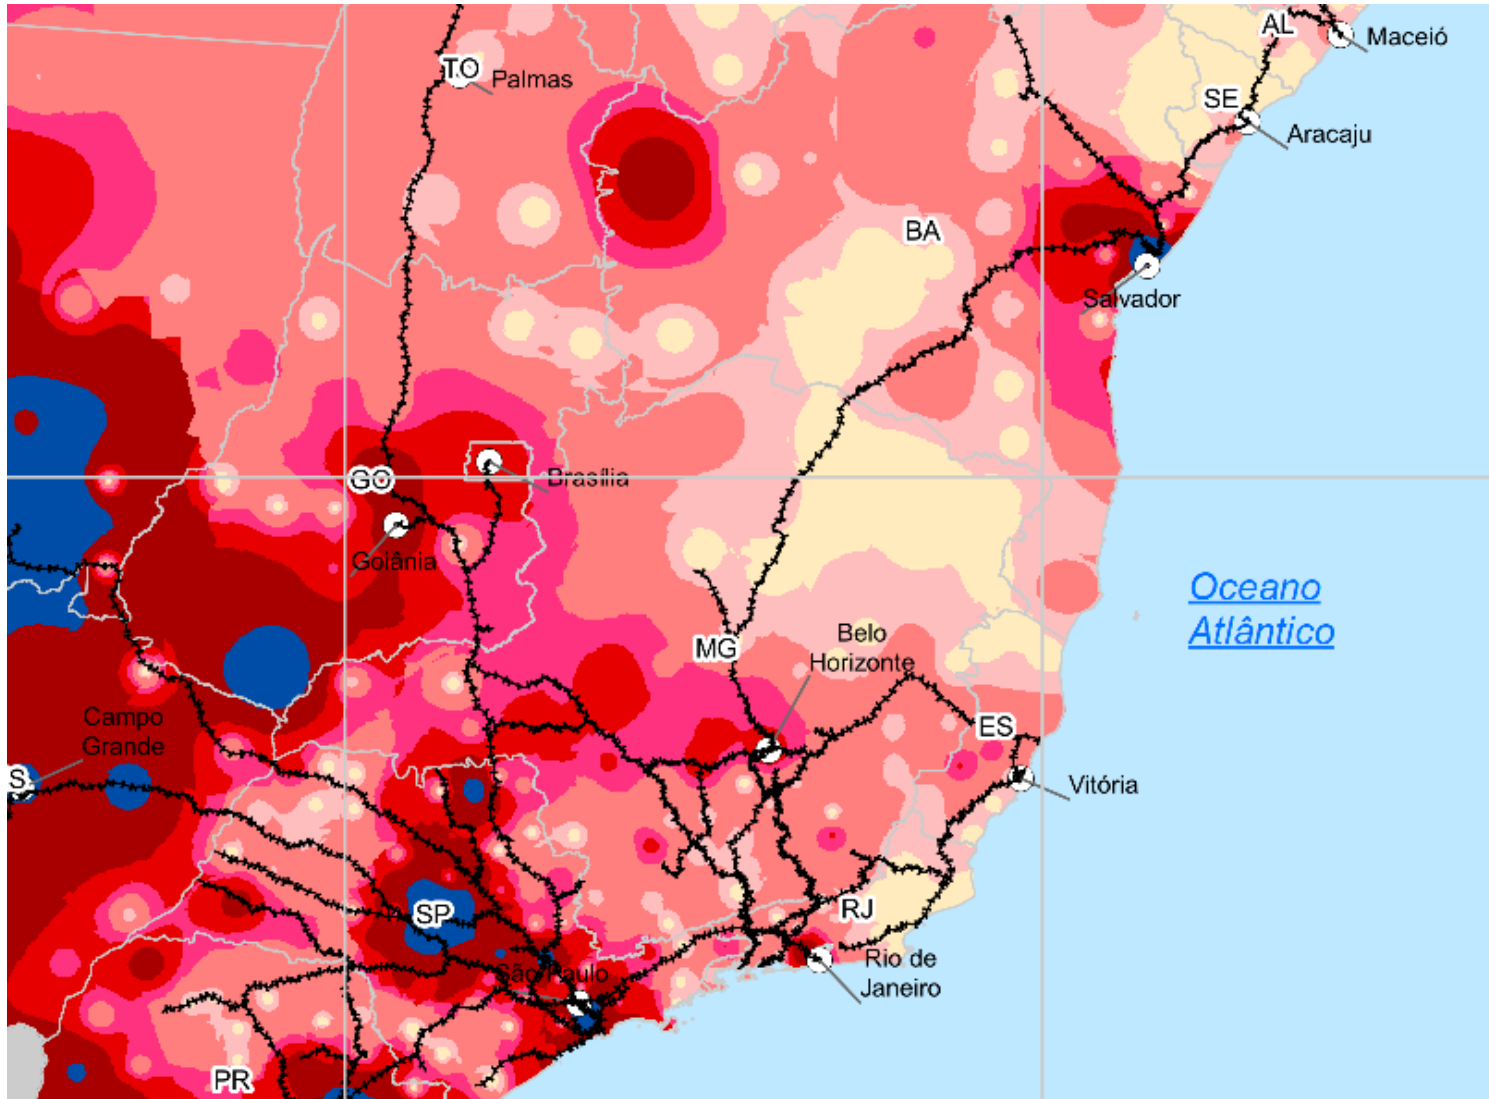 AL
Maceió
TO
Palmas
SE
Aracaju
BA
Salvador
GO
Brasília
Goiânia
Oceano
Atlântico
MG
Belo
Horizonte
Campo
Grande
ES
S
Vitória
SP
RJ
Rio de
Janeiro
São Paulo
PR